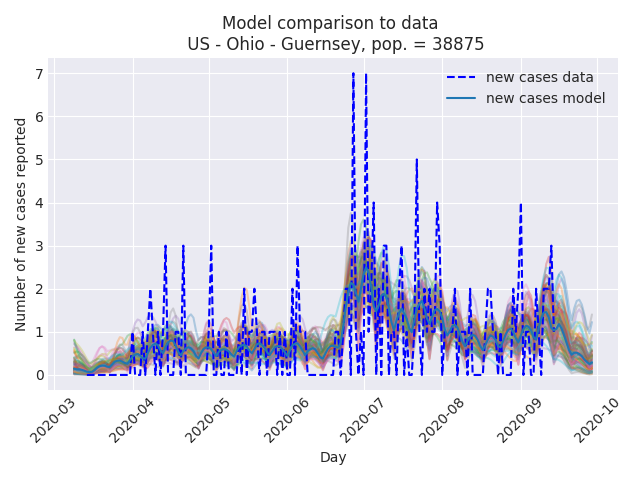 Model comparison to data
US - Ohio - Guernsey, pop. = 38875
new cases data
new cases model
Number of new cases reported
7
6
5
4
3
2
1
0
2020-03
2020-04
2020-05
2020-06
2020-07
2020-08
2020-09
2020-10
Day